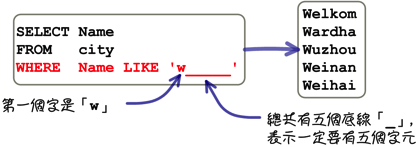 SELECT Name
FROM city
WHERE Name LIKE 'w_____'
Welkom
Wardha
Wuzhou
Weinan
Weihai
第一個字是「w」
總共有五個底線「_」,
表示一定要有五個字元